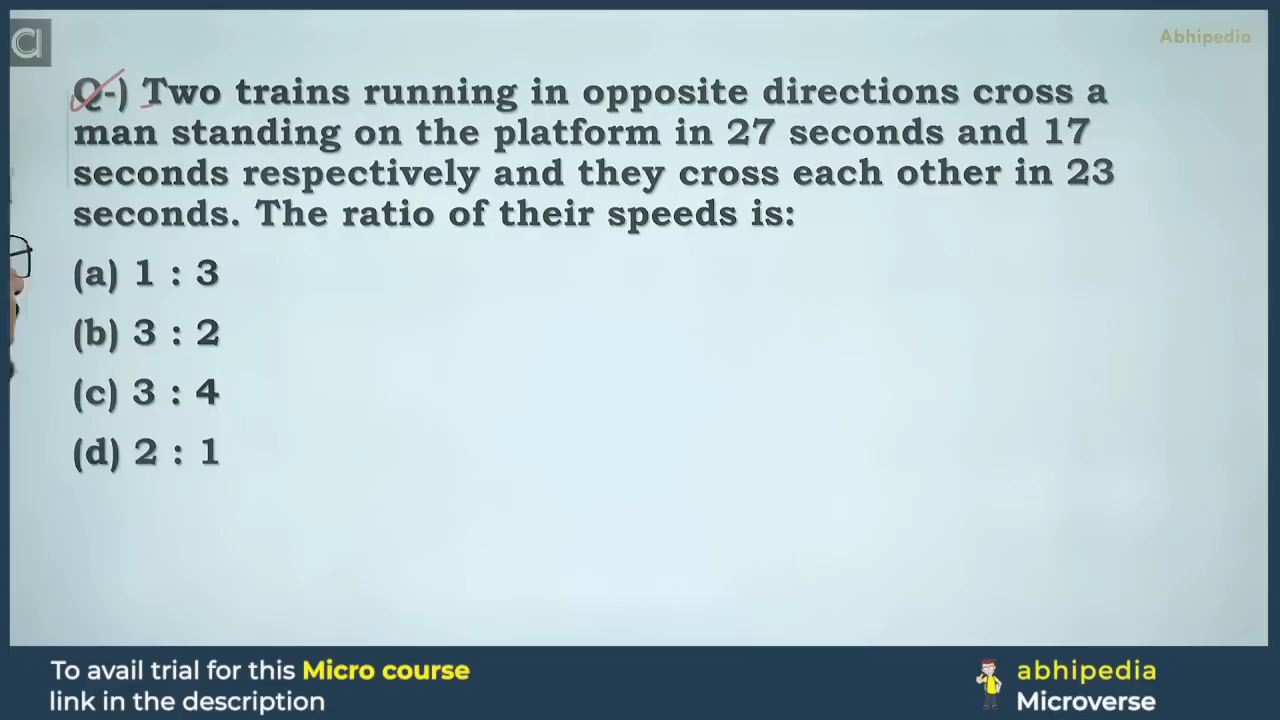 Abhipedia
Q-) Two trains running in opposite directions cross a
man standing on the platform in 27 seconds and 17
seconds respectively and they cross each other in 23
seconds. The ratio of their speeds is:
(a) 1 : 3
(b) 3 : 2
(c) 3 : 4
(d) 2 : 1
To avail trial for this Micro course
link in the description
abhipedia
Microverse